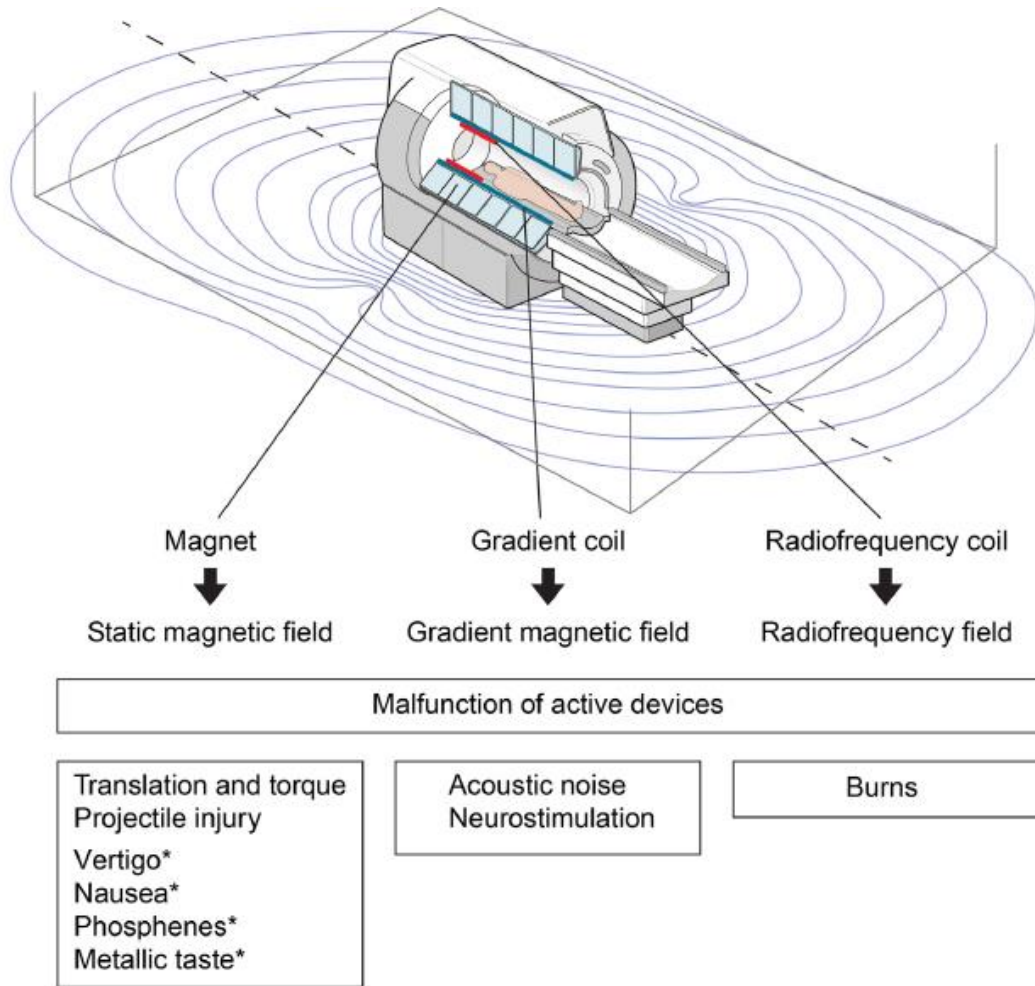 Magnet
Gradient coil
Radiofrequency coil
Static magnetic field
Gradient magnetic field
Radiofrequency field
Malfunction of active devices
Translation and torque
Projectile injury
Vertigo*
Nausea*
Phosphenes*
Metallic taste*
Acoustic noise
Neurostimulation
Burns